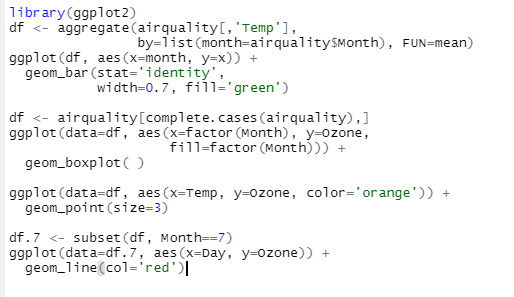 library(ggplot2)
df <- aggregate(airquality[,'Temp'],
by=list(month=airquality$Month), FUN=mean)
ggplot(df, aes(x=month, y=x)) +
geom_bar(stat='identity',
width=0.7, fill='green')
df <- airquality[complete.cases(airquality),]
ggplot(data=df, aes(x=factor(Month), y=Ozone,
fill=factor(Month))) +
geom_boxplot( )
ggplot(data=df, aes(x=Temp, y=Ozone, color='orange')) +
geom_point(size=3)
df.7 <- subset(df, Month==7)
ggplot(data=df.7, aes(x=Day, y=Ozone)) +
geom_line(col='red')